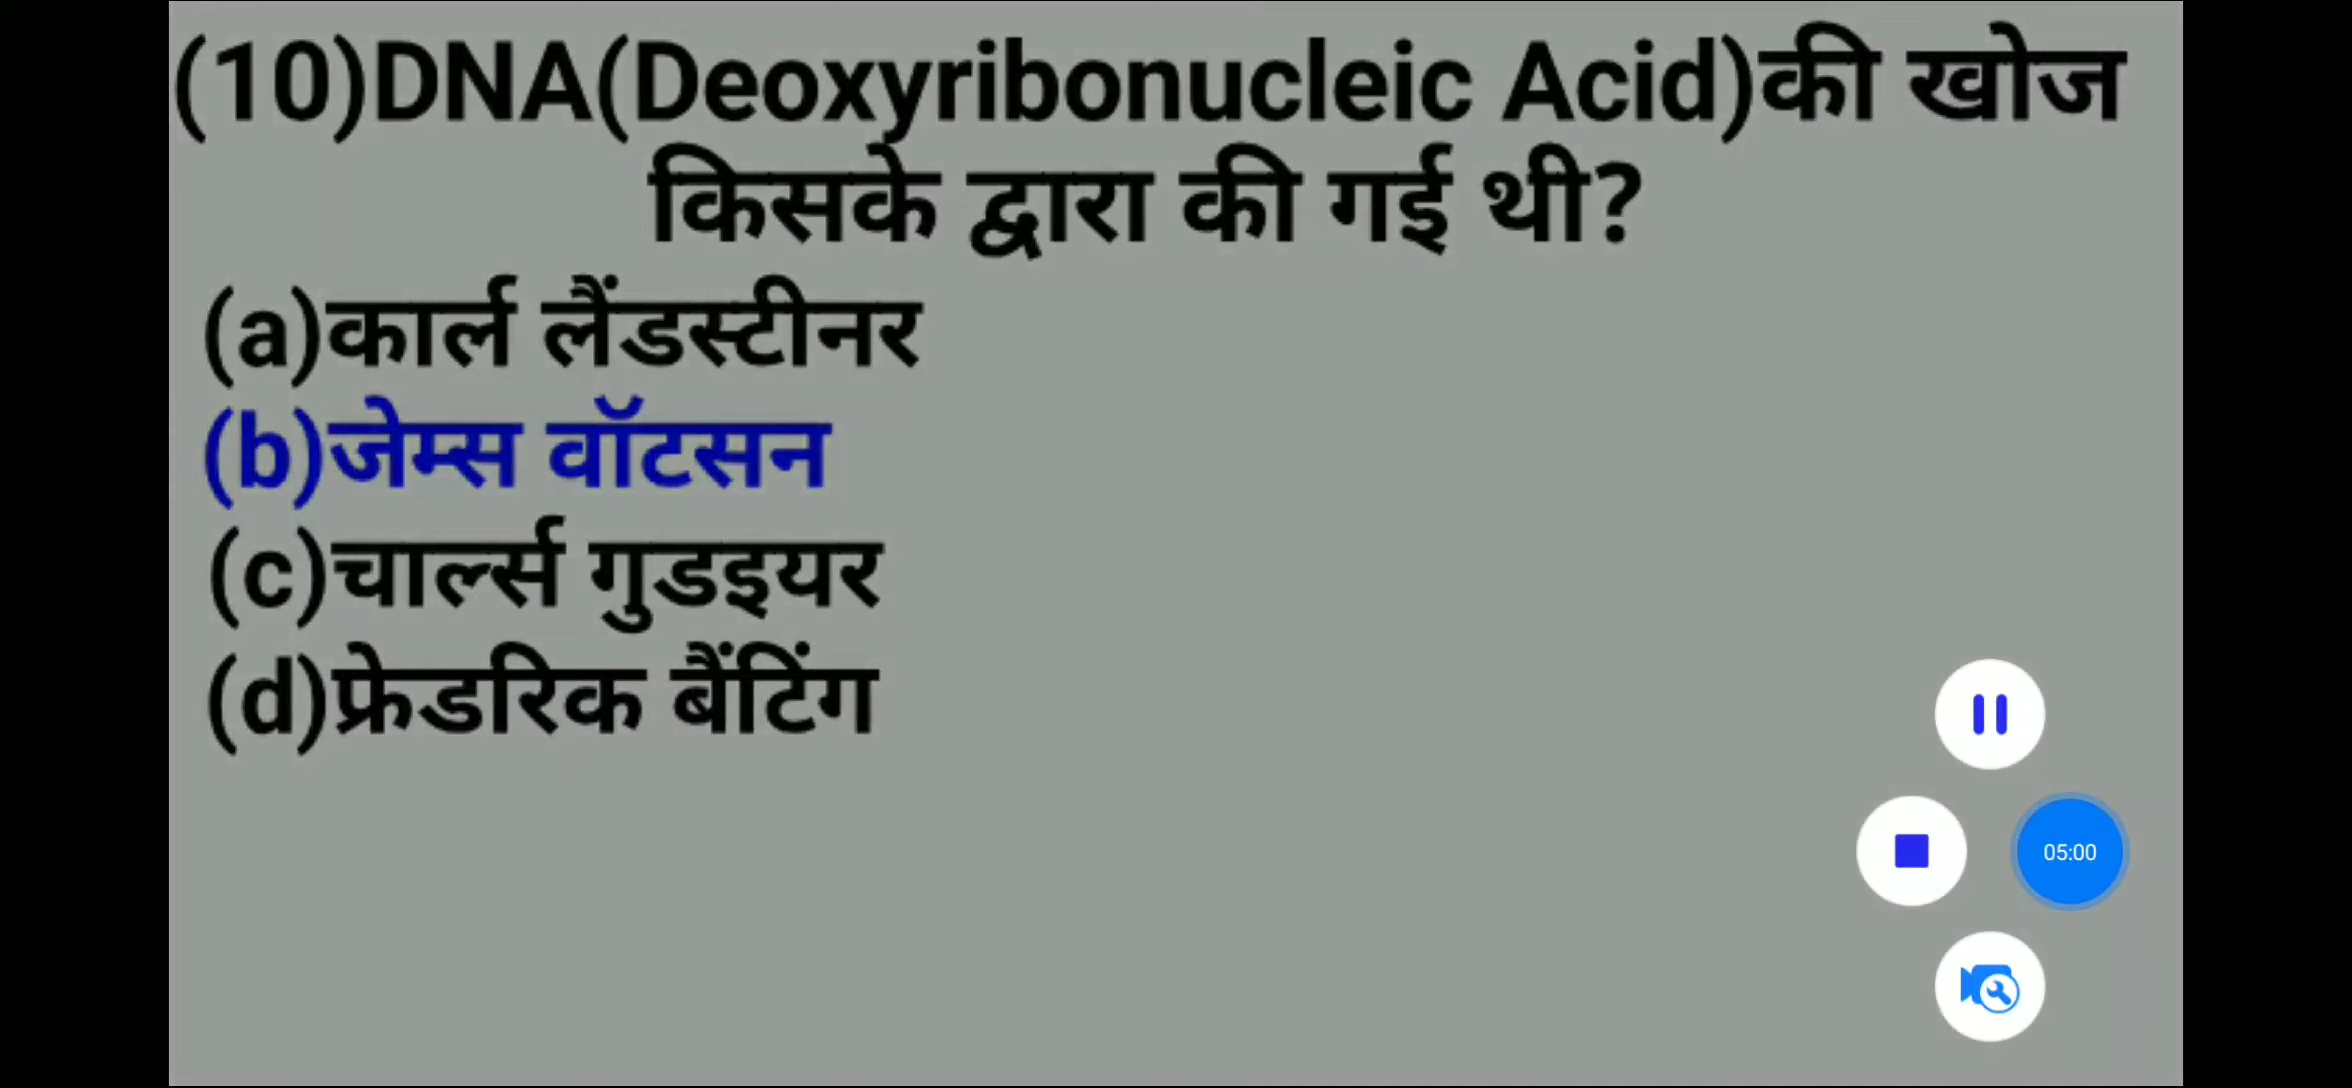 (10)DNA(Deoxyribonucleic Acid)की खोज
किसके द्वारा की गई थी?
(a)कार्ल लैंडस्टीनर
(b)जेम्स वॉटसन
(c)चार्ल्स गुडइयर
(d)फ्रेडरिक बैंटिंग
05:00